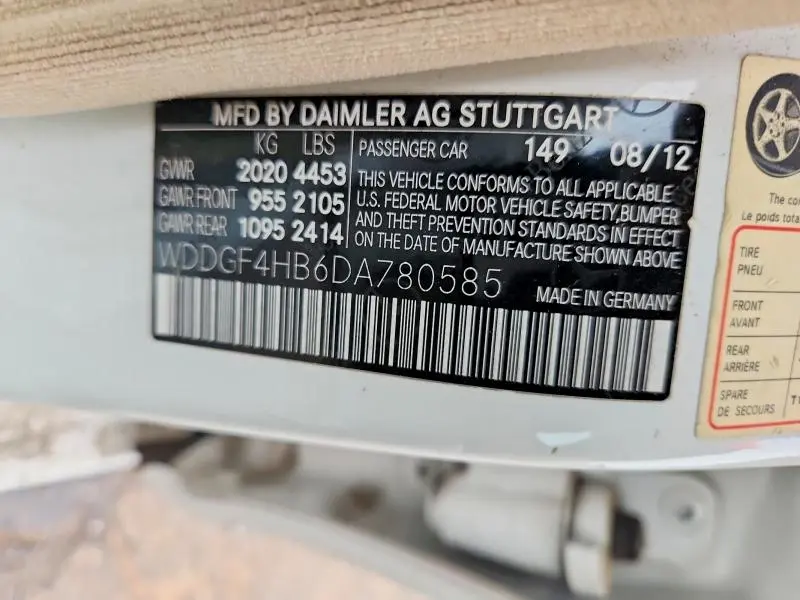 MFD BY DAIMLER AG STUTTGART
KG LBS
GVWR 2020 4453
GAWR FRONT 955 2105
GAWR REAR 1095 2414
PASSENGER CAR 149 08/12
THIS VEHICLE CONFORMS TO ALL APPLICABLE
U.S. FEDERAL MOTOR VEHICLE SAFETY,BUMPER
AND THEFT PREVENTION STANDARDS IN EFFECT
ON THE DATE OF MANUFACTURE SHOWN ABOVE
WDDGF4HB6DA780585
MADE IN GERMANY
The
Le poids
TIRE
PNEU
FRONT
AVANT
REAR
ARRIÈRE
SPARE
DE SECOURS